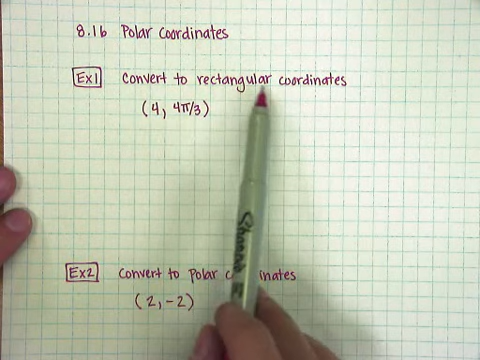 8.1b Polar Coordinates
Ex1 Convert to rectangular coordinates
(4, 4π/3)
Sharpie
Ex2 Convert to polar inates
(2, -2)